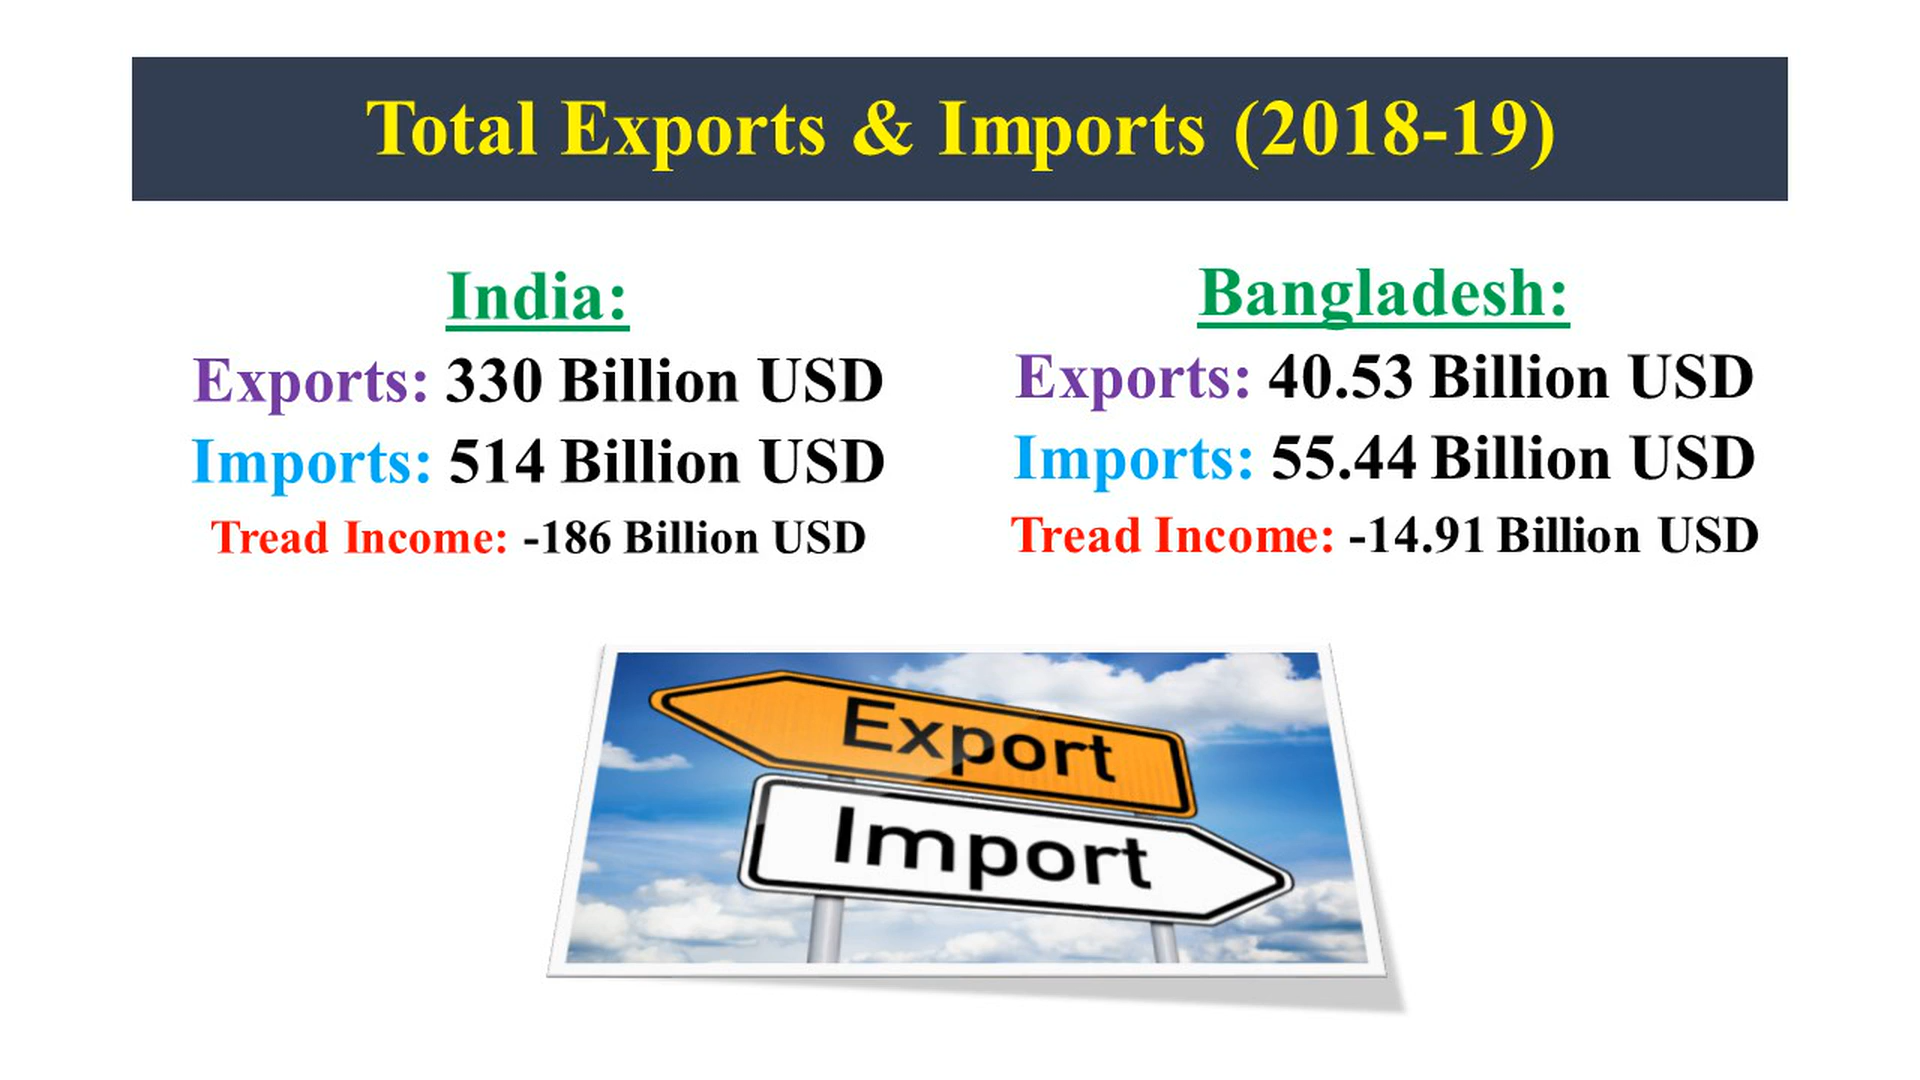 Total Exports & Imports (2018-19)
India:
Exports: 330 Billion USD
Imports: 514 Billion USD
Tread Income: -186 Billion USD
Bangladesh:
Exports: 40.53 Billion USD
Imports: 55.44 Billion USD
Tread Income: -14.91 Billion USD
Export
Import